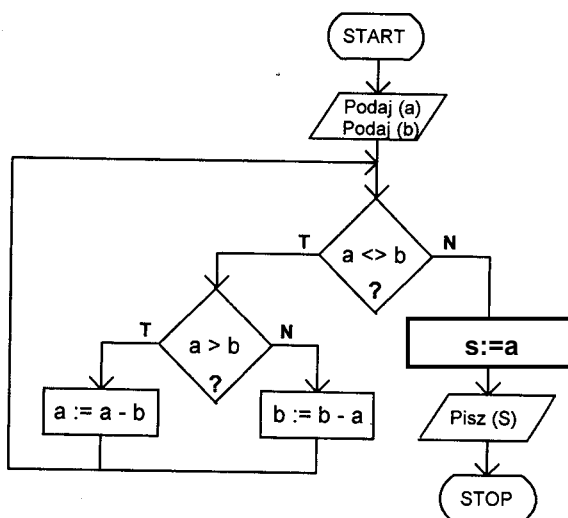 START
Podaj (a)
Podaj (b)
T
a <> b
?
N
T
a > b
?
N
s:=a
a := a - b
b := b - a
Pisz (S)
STOP